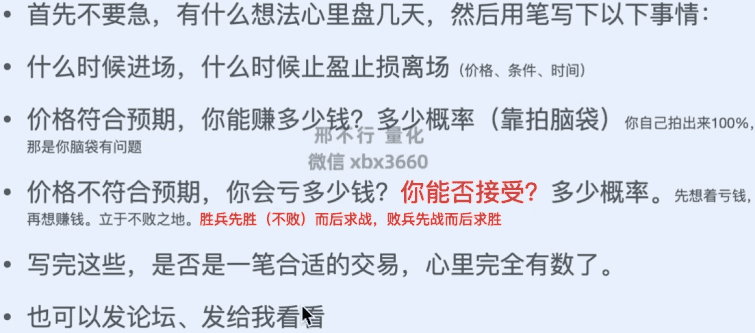 • 首先不要急，有什么想法心里盘几天，然后用笔写下以下事情：
• 什么时候进场，什么时候止盈止损离场（价格、条件、时间）
• 价格符合预期，你能赚多少钱？多少概率（靠拍脑袋）你自己拍出来100%，
那是你脑袋有问题
邢不行 量化
微信 xbx3660
• 价格不符合预期，你会亏多少钱？你能否接受？多少概率。先想着亏钱，
再想赚钱。立于不败之地。胜兵先胜（不败）而后求战，败兵先战而后求胜
• 写完这些，是否是一笔合适的交易，心里完全有数了。
• 也可以发论坛、发给我看看